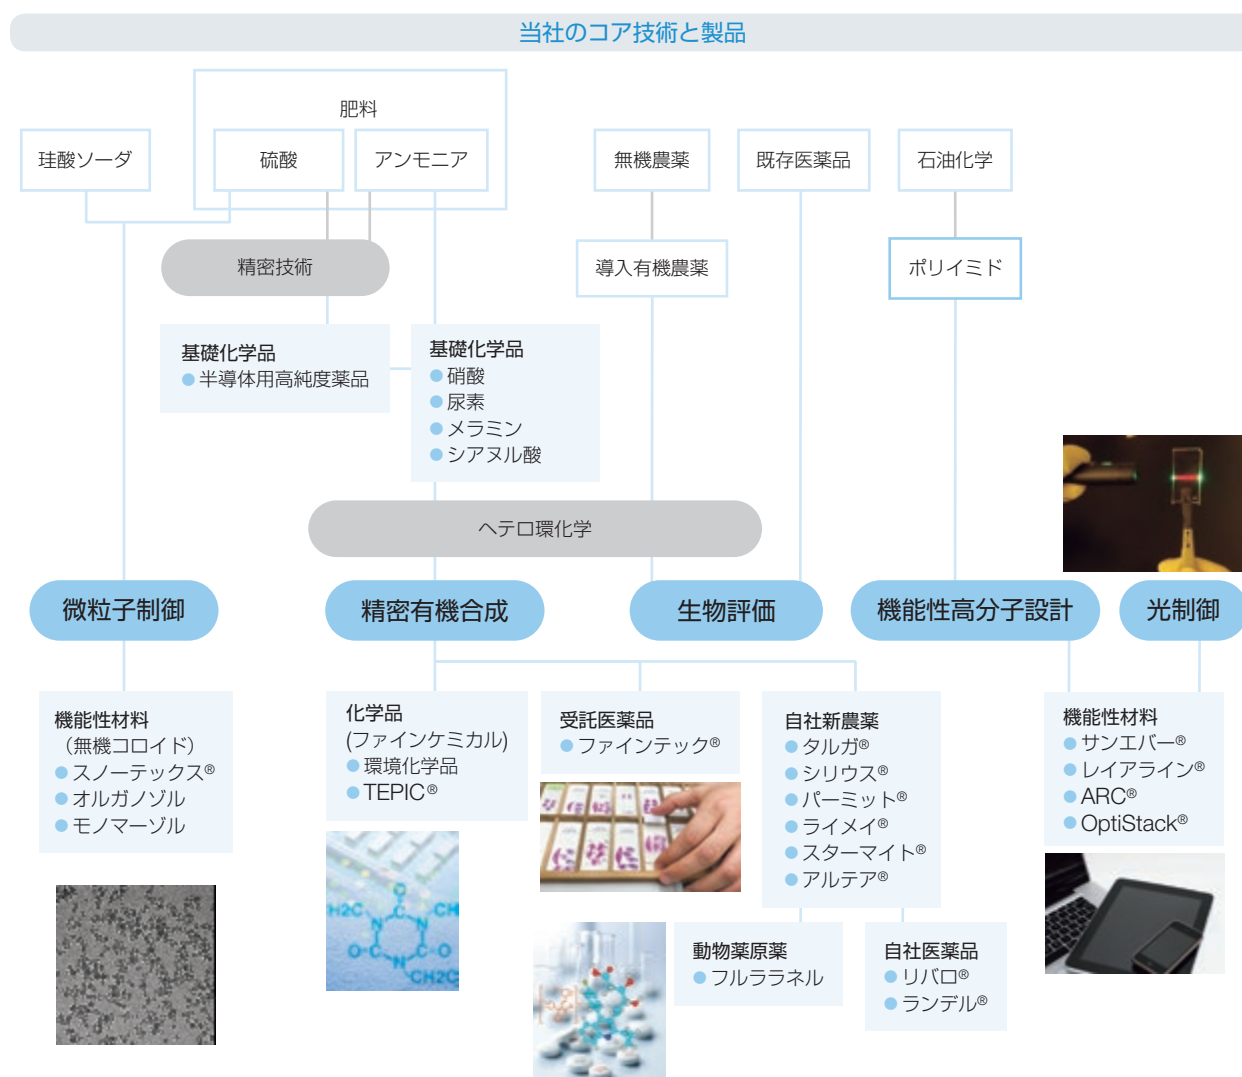 当社のコア技術と製品
肥料
珪酸ソーダ
硫酸
アンモニア
無機農薬
既存医薬品
石油化学
精密技術
導入有機農薬
ポリイミド
基礎化学品
半導体用高純度薬品
基礎化学品
硝酸
尿素
メラミン
シアヌル酸
ヘテロ環化学
微粒子制御
精密有機合成
生物評価
機能性高分子設計
光制御
機能性材料
（無機コロイド）
スノーテックス®
オルガノゾル
モノマーゾル
化学品
(ファインケミカル)
環境化学品
TEPIC®
受託医薬品
ファインテック®
自社新農薬
タルガ®
シリウス®
パーミット®
ライメイ®
スターマイト®
アルテア®
機能性材料
サンエバー®
レイアライン®
ARC®
OptiStack®
動物薬原薬
フルララネル
自社医薬品
リバロ®
ランデル®
H2C
O
CH
N
N
O
C
C
O
N
CH2C